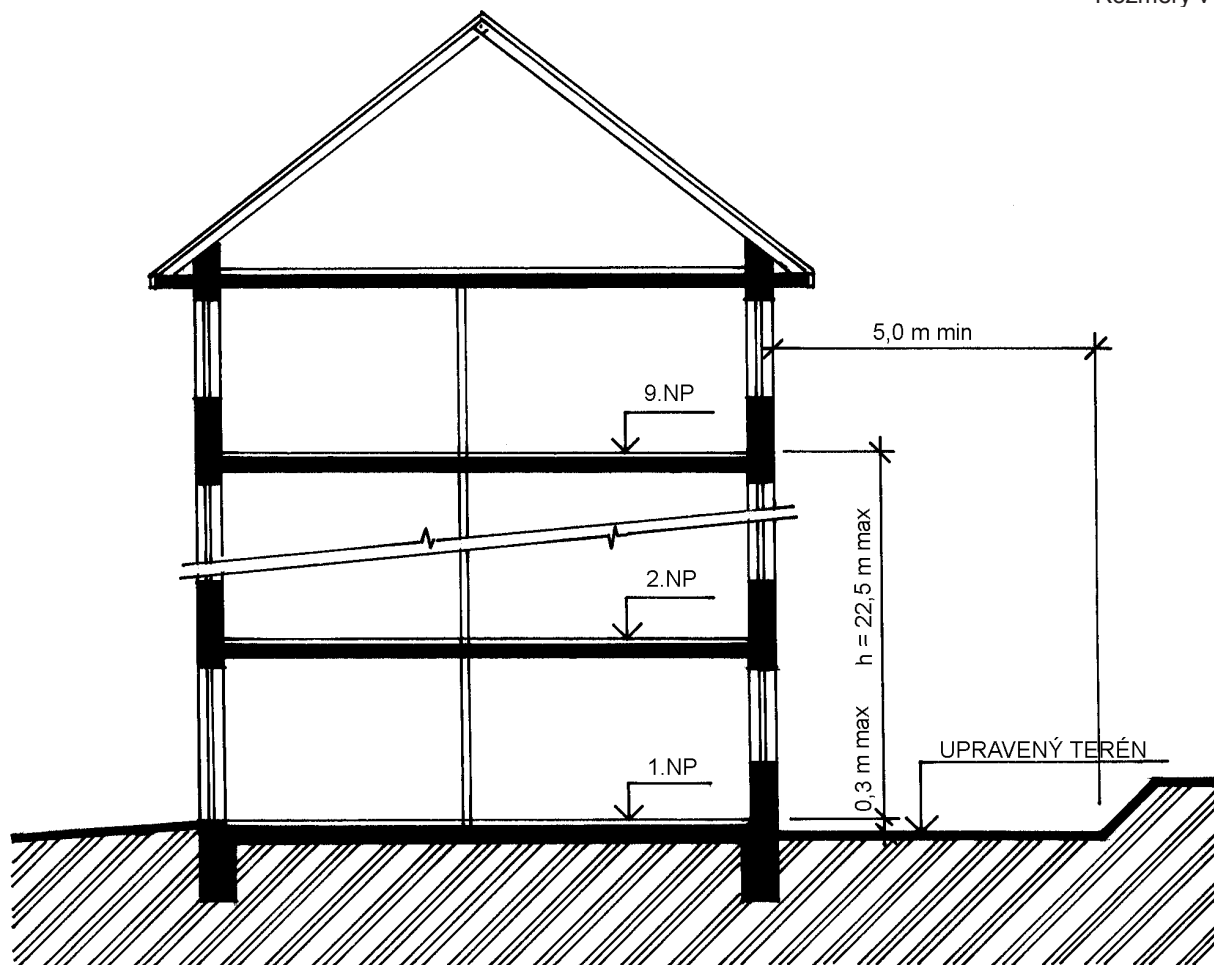 5,0 m min
9.NP
h = 22,5 m max
2.NP
0,3 m max
UPRAVENÝ TERÉN
1.NP